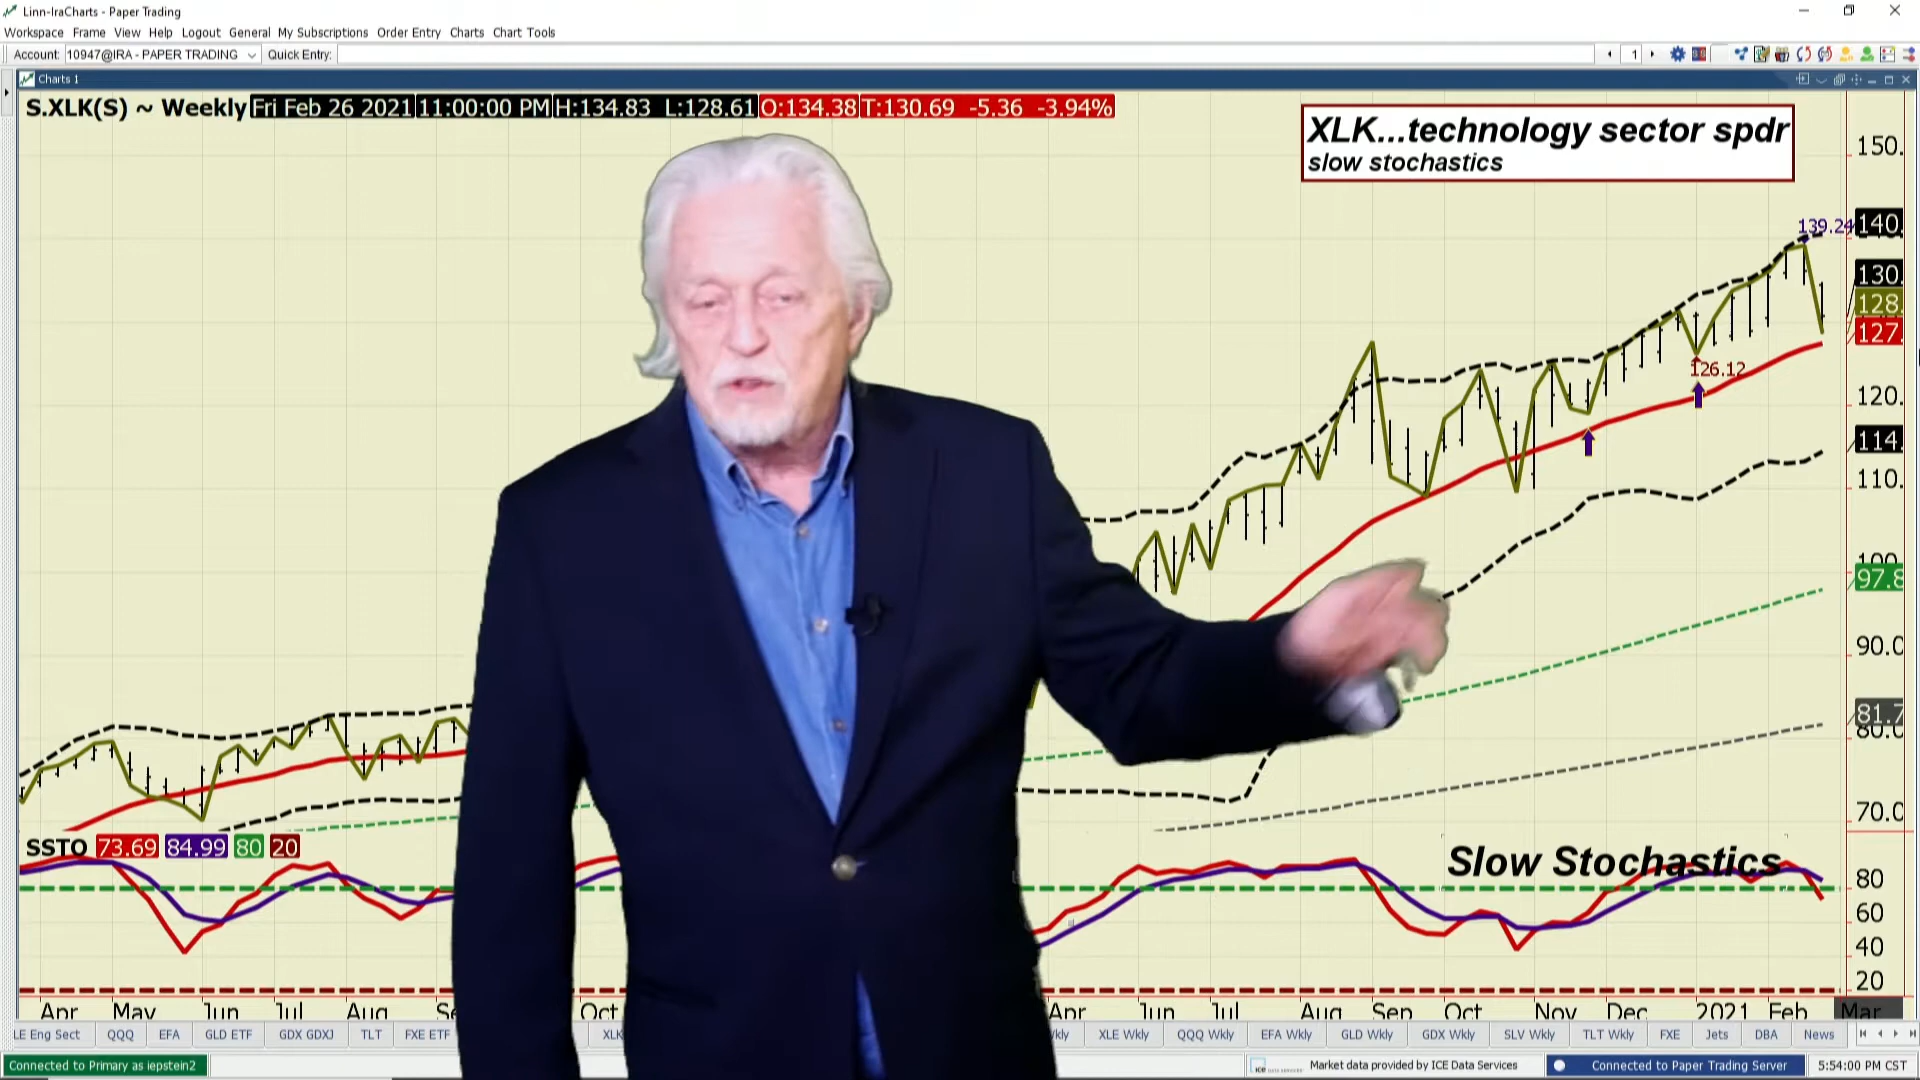 Linn-IraCharts - Paper Trading
Workspace Frame View Help Logout General My Subscriptions Order Entry Charts Chart Tools
Account: 10947@IRA - PAPER TRADING Quick Entry: 1
Charts 1
S.XLK(S) ~ Weekly Fri Feb 26 2021 11:00:00 PM H:134.83 L:128.61 O:134.38 T:130.69 -5.36 -3.94%
XLK...technology sector spdr
slow stochastics
150.
139.24 140.
130.
128.
127.
126.12
120.
114.
110.
100.
97.8
90.0
81.7
80.0
70.0
SSTO 73.69 84.99 80 20
Slow Stochastics
80
60
40
20
Apr May Jun Jul Aug Se Oct Apr Jun Jul Aug Sep Oct Nov Dec 2021 Feb Mar
LE Eng Sect QQQ EFA GLD ETF GDX GDXJ TLT FXE ETF XLK kly XLE Wkly QQQ Wkly EFA Wkly GLD Wkly GDX Wkly SLV Wkly TLT Wkly FXE Jets DBA News
Connected to Primary as iepstein2 ice Market data provided by ICE Data Services Connected to Paper Trading Server 5:54:00 PM CST